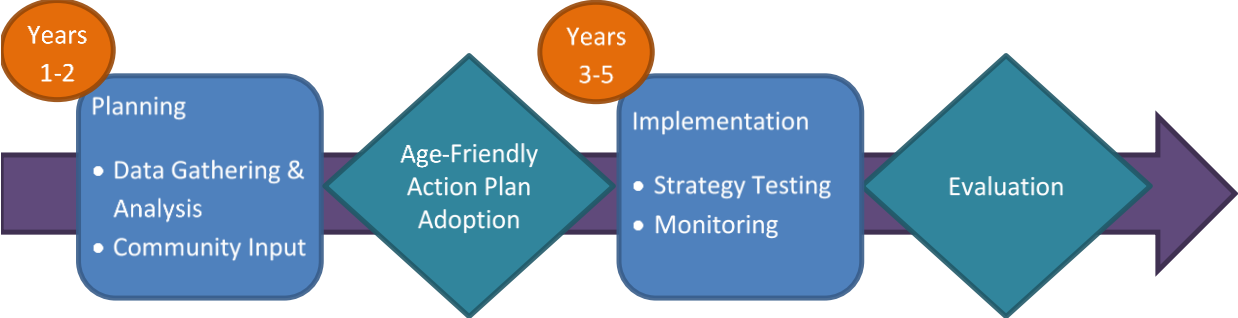 Years
1-2
Planning
• Data Gathering &
Analysis
• Community Input
Age-Friendly
Action Plan
Adoption
Years
3-5
Implementation
• Strategy Testing
• Monitoring
Evaluation